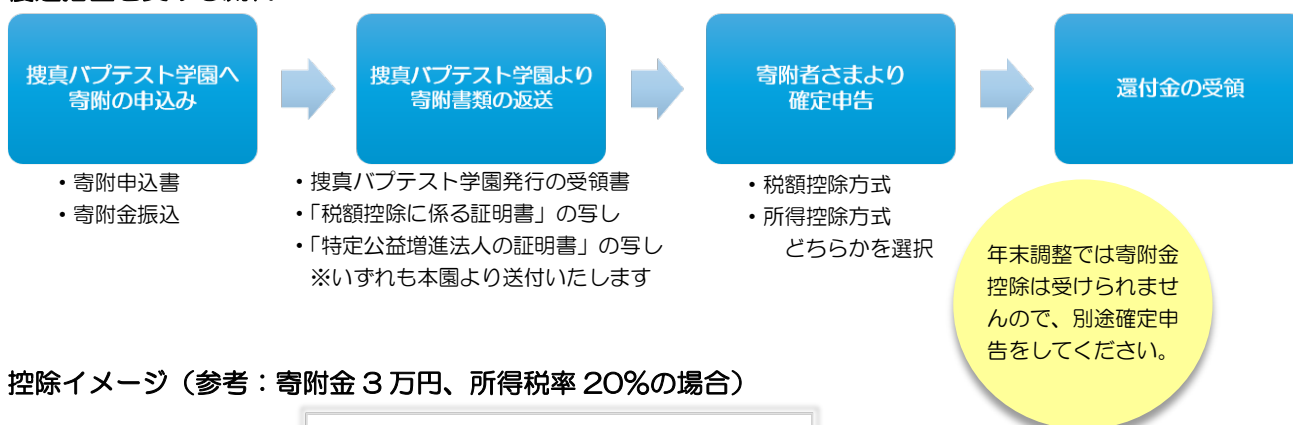 捜真バプテスト学園へ
寄附の申込み
捜真バプテスト学園より
寄附書類の返送
寄附者さまより
確定申告
還付金の受領
・寄附申込書
・寄附金振込
・捜真バプテスト学園発行の受領書
・「税額控除に係る証明書」の写し
・「特定公益増進法人の証明書」の写し
※いずれも本園より送付いたします
・税額控除方式
・所得控除方式
どちらかを選択
年末調整では寄附金
控除は受けられませ
んので、別途確定申
告をしてください。
控除イメージ（参考：寄附金３万円、所得税率20％の場合）